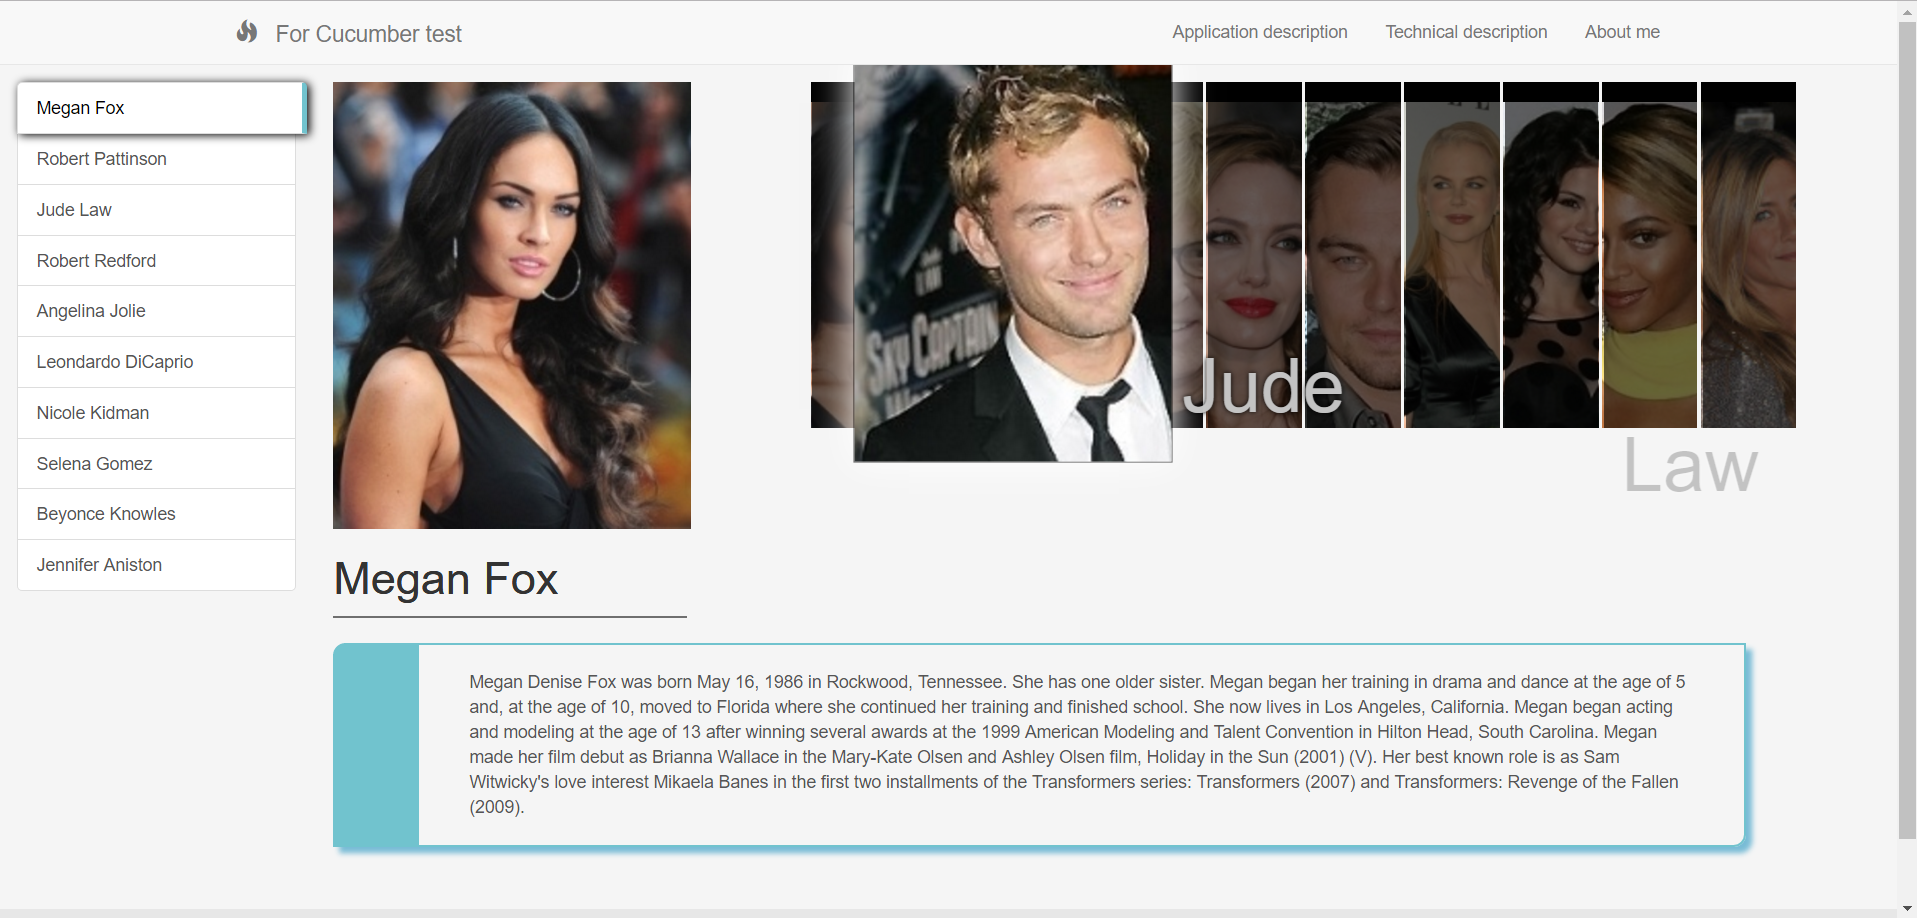 For Cucumber test
Application description
Technical description
About me
Megan Fox
Robert Pattinson
Jude Law
Robert Redford
Angelina Jolie
Leondardo DiCaprio
Nicole Kidman
Selena Gomez
Beyonce Knowles
Jennifer Aniston
SKY CAPTAIN
Jude
Law
Megan Fox
Megan Denise Fox was born May 16, 1986 in Rockwood, Tennessee. She has one older sister. Megan began her training in drama and dance at the age of 5
and, at the age of 10, moved to Florida where she continued her training and finished school. She now lives in Los Angeles, California. Megan began acting
and modeling at the age of 13 after winning several awards at the 1999 American Modeling and Talent Convention in Hilton Head, South Carolina. Megan
made her film debut as Brianna Wallace in the Mary-Kate Olsen and Ashley Olsen film, Holiday in the Sun (2001) (V). Her best known role is as Sam
Witwicky's love interest Mikaela Banes in the first two installments of the Transformers series: Transformers (2007) and Transformers: Revenge of the Fallen
(2009).